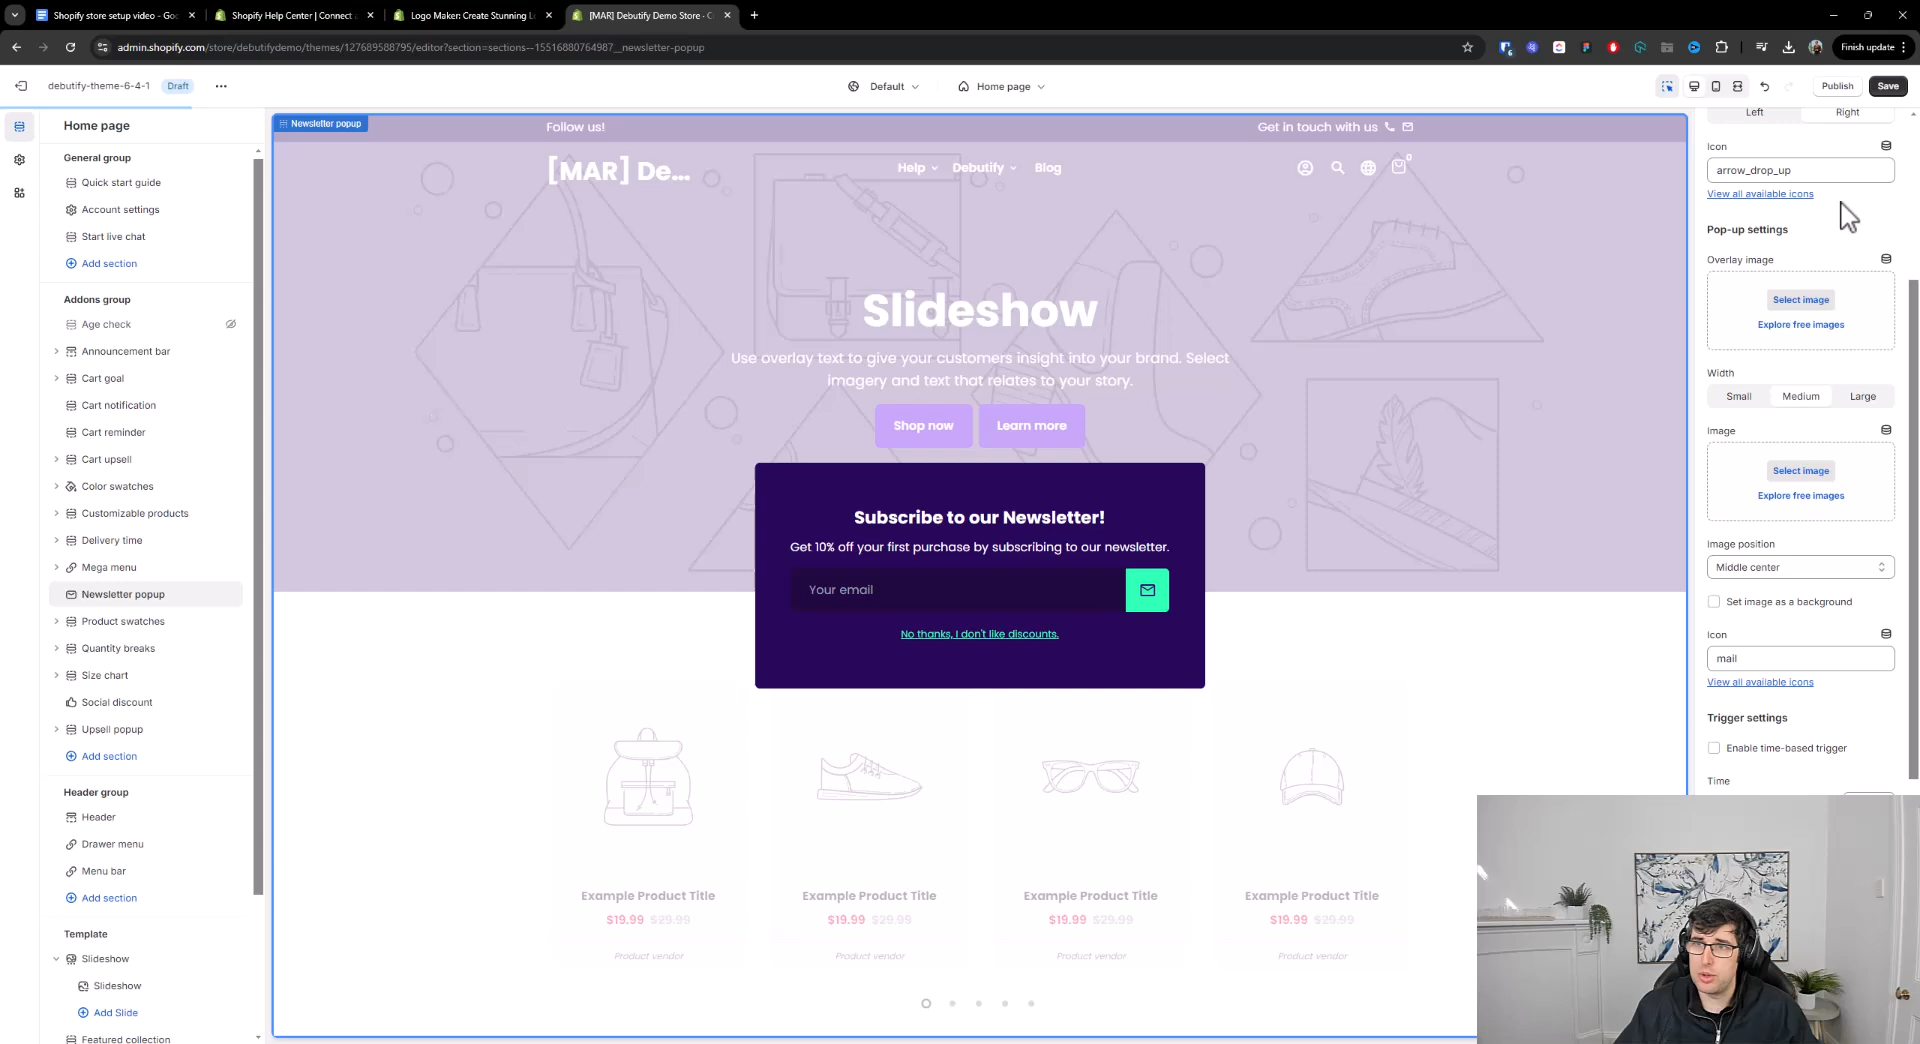 Shopify store setup video - Goo
Shopify Help Center | Connect a
Logo Maker: Create Stunning L
[MAR] Debutify Demo Store · C
admin.shopify.com/store/debutifydemo/themes/127689588795/editor?section=sections--15516880764987__newsletter-popup
Finish update
debutify-theme-6-4-1
Draft
Default
Home page
Publish
Save
Home page
General group
Quick start guide
Account settings
Start live chat
Add section
Addons group
Age check
Announcement bar
Cart goal
Cart notification
Cart reminder
Cart upsell
Color swatches
Customizable products
Delivery time
Mega menu
Newsletter popup
Product swatches
Quantity breaks
Size chart
Social discount
Upsell popup
Add section
Header group
Header
Drawer menu
Menu bar
Add section
Template
Slideshow
Slideshow
Add Slide
Featured collection
Newsletter popup
Follow us!
Get in touch with us
[MAR] De...
Help
Debutify
Blog
0
Slideshow
Use overlay text to give your customers insight into your brand. Select
imagery and text that relates to your story.
Shop now
Learn more
Subscribe to our Newsletter!
Get 10% off your first purchase by subscribing to our newsletter.
Your email
No thanks, I don't like discounts.
Example Product Title
$19.99 $29.99
Product vendor
Example Product Title
$19.99 $29.99
Product vendor
Example Product Title
$19.99 $29.99
Product vendor
Example Product Title
$19.99 $29.99
Product vendor
Left
Right
Icon
arrow_drop_up
View all available icons
Pop-up settings
Overlay image
Select image
Explore free images
Width
Small
Medium
Large
Image
Select image
Explore free images
Image position
Middle center
Set image as a background
Icon
mail
View all available icons
Trigger settings
Enable time-based trigger
Time